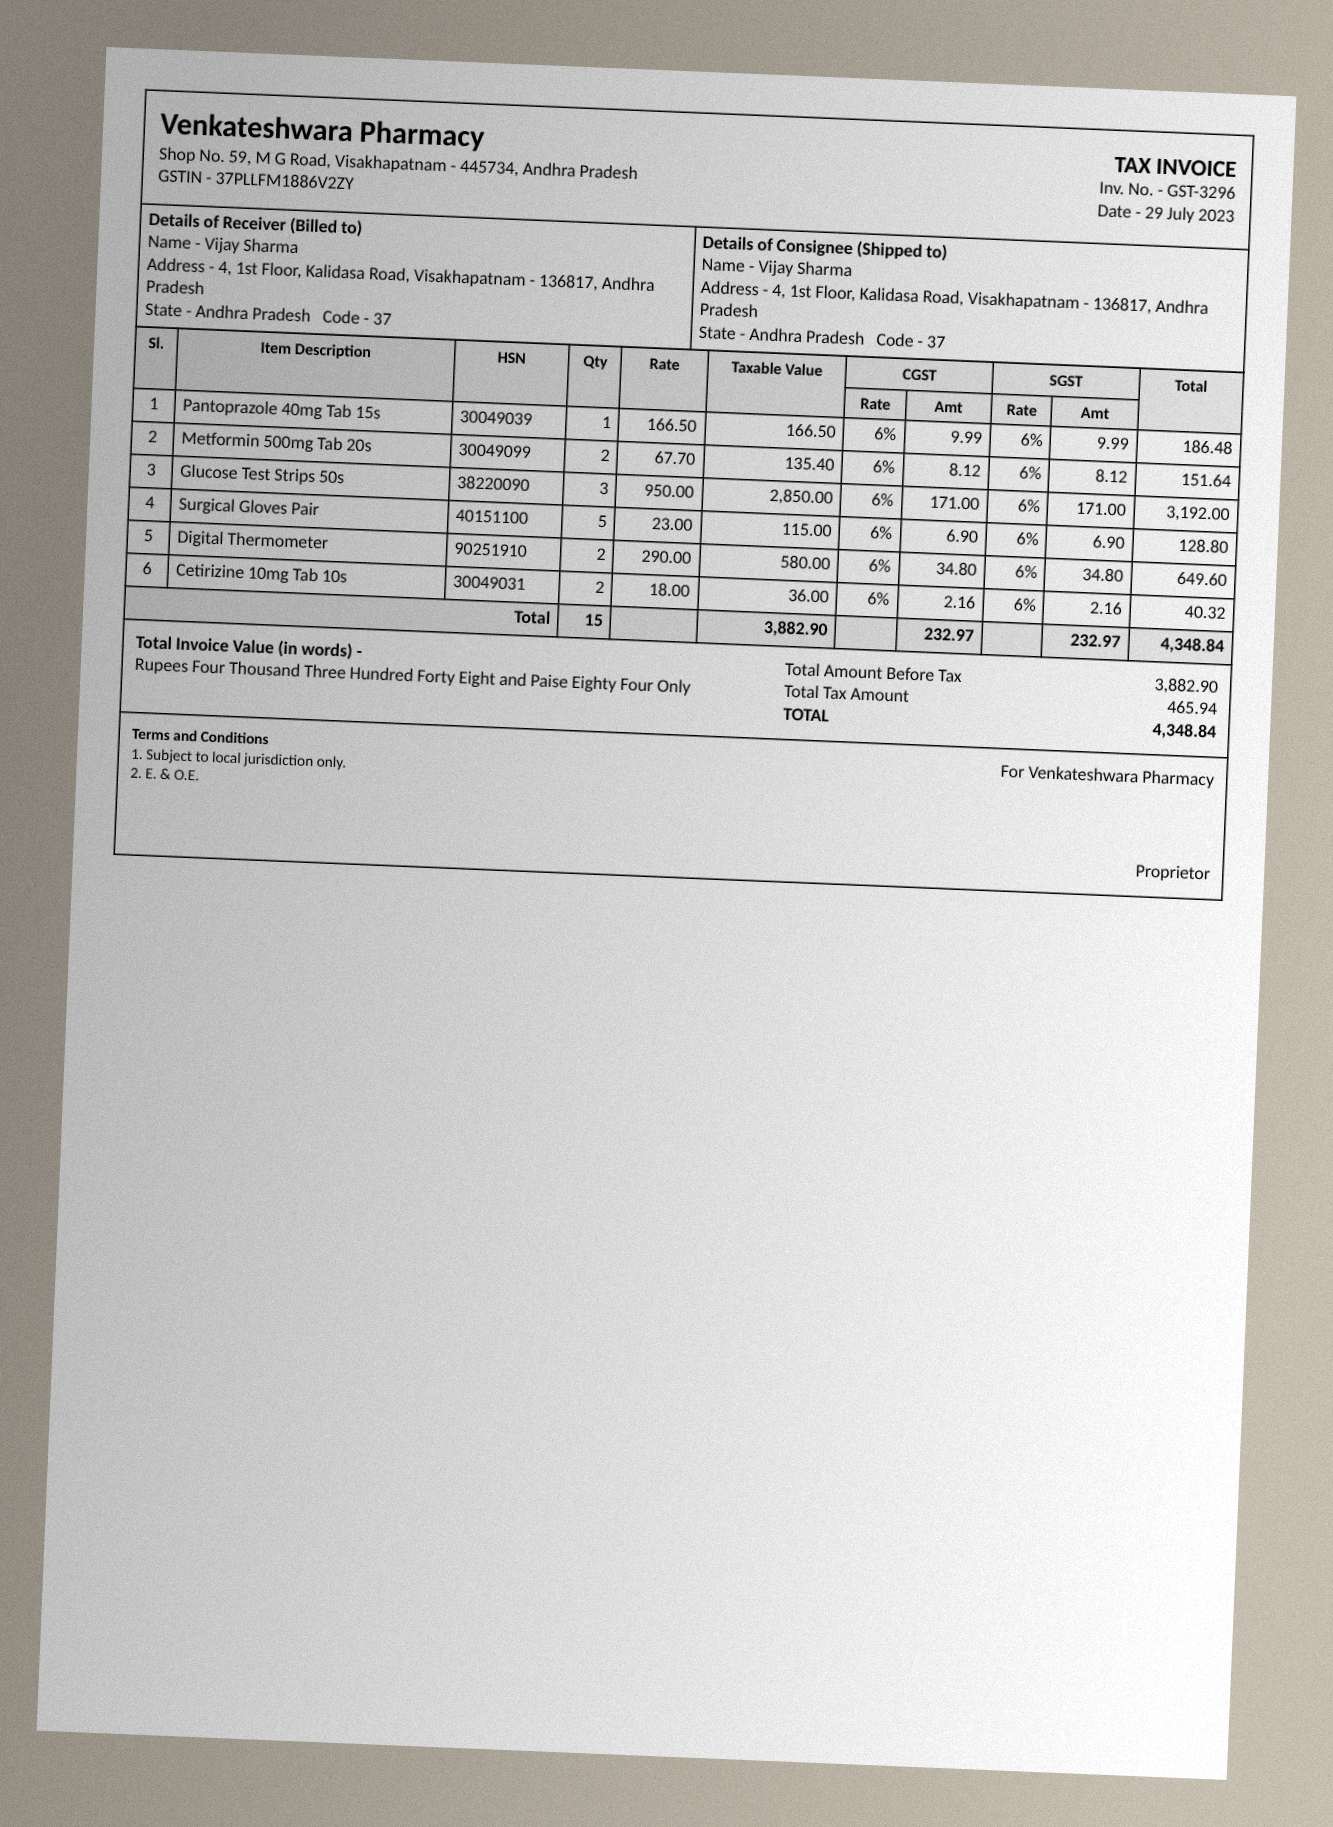 Venkateshwara Pharmacy
Shop No. 59, M G Road, Visakhapatnam - 445734, Andhra Pradesh
GSTIN - 37PLLFM1886V2ZY
TAX INVOICE
Inv. No. - GST-3296
Date - 29 July 2023
Details of Receiver (Billed to)
Name - Vijay Sharma
Address - 4, 1st Floor, Kalidasa Road, Visakhapatnam - 136817, Andhra
Pradesh
State - Andhra Pradesh Code - 37
Details of Consignee (Shipped to)
Name - Vijay Sharma
Address - 4, 1st Floor, Kalidasa Road, Visakhapatnam - 136817, Andhra
Pradesh
State - Andhra Pradesh Code - 37
Sl. Item Description HSN Qty Rate Taxable Value CGST SGST Total
Rate Amt Rate Amt
1 Pantoprazole 40mg Tab 15s 30049039 1 166.50 166.50 6% 9.99 6% 9.99 186.48
2 Metformin 500mg Tab 20s 30049099 2 67.70 135.40 6% 8.12 6% 8.12 151.64
3 Glucose Test Strips 50s 38220090 3 950.00 2,850.00 6% 171.00 6% 171.00 3,192.00
4 Surgical Gloves Pair 40151100 5 23.00 115.00 6% 6.90 6% 6.90 128.80
5 Digital Thermometer 90251910 2 290.00 580.00 6% 34.80 6% 34.80 649.60
6 Cetirizine 10mg Tab 10s 30049031 2 18.00 36.00 6% 2.16 6% 2.16 40.32
Total 15 3,882.90 232.97 232.97 4,348.84
Total Invoice Value (in words) -
Rupees Four Thousand Three Hundred Forty Eight and Paise Eighty Four Only
Total Amount Before Tax 3,882.90
Total Tax Amount 465.94
TOTAL 4,348.84
Terms and Conditions
1. Subject to local jurisdiction only.
2. E. & O.E.
For Venkateshwara Pharmacy
Proprietor